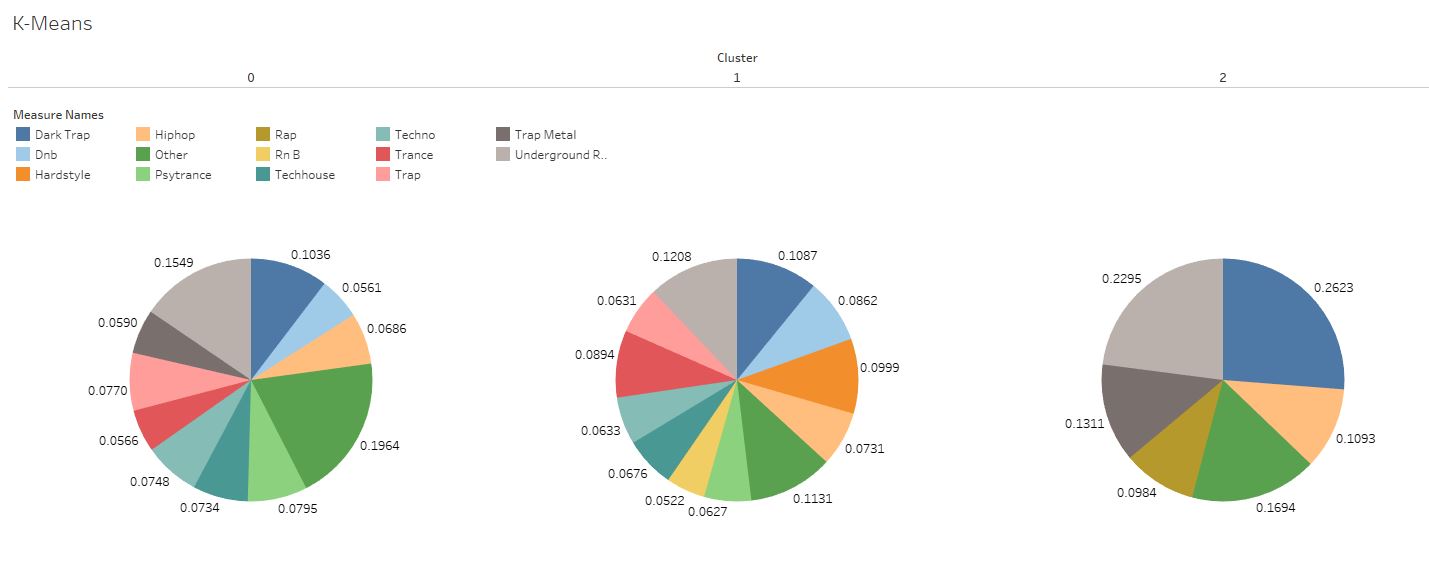 K-Means
Cluster
0 1 2
Measure Names
Dark Trap Hiphop Rap Techno Trap Metal
Dnb Other Rn B Trance Underground R..
Hardstyle Psytrance Techhouse Trap
0.1549 0.1036 0.1208 0.1087
0.0561 0.0631 0.0862 0.2295 0.2623
0.0590 0.0686
0.0894 0.0999
0.0770
0.0566 0.1964 0.0633 0.0731 0.1311 0.1093
0.0748 0.0676
0.0734 0.0795 0.0522 0.0627 0.1131 0.0984 0.1694